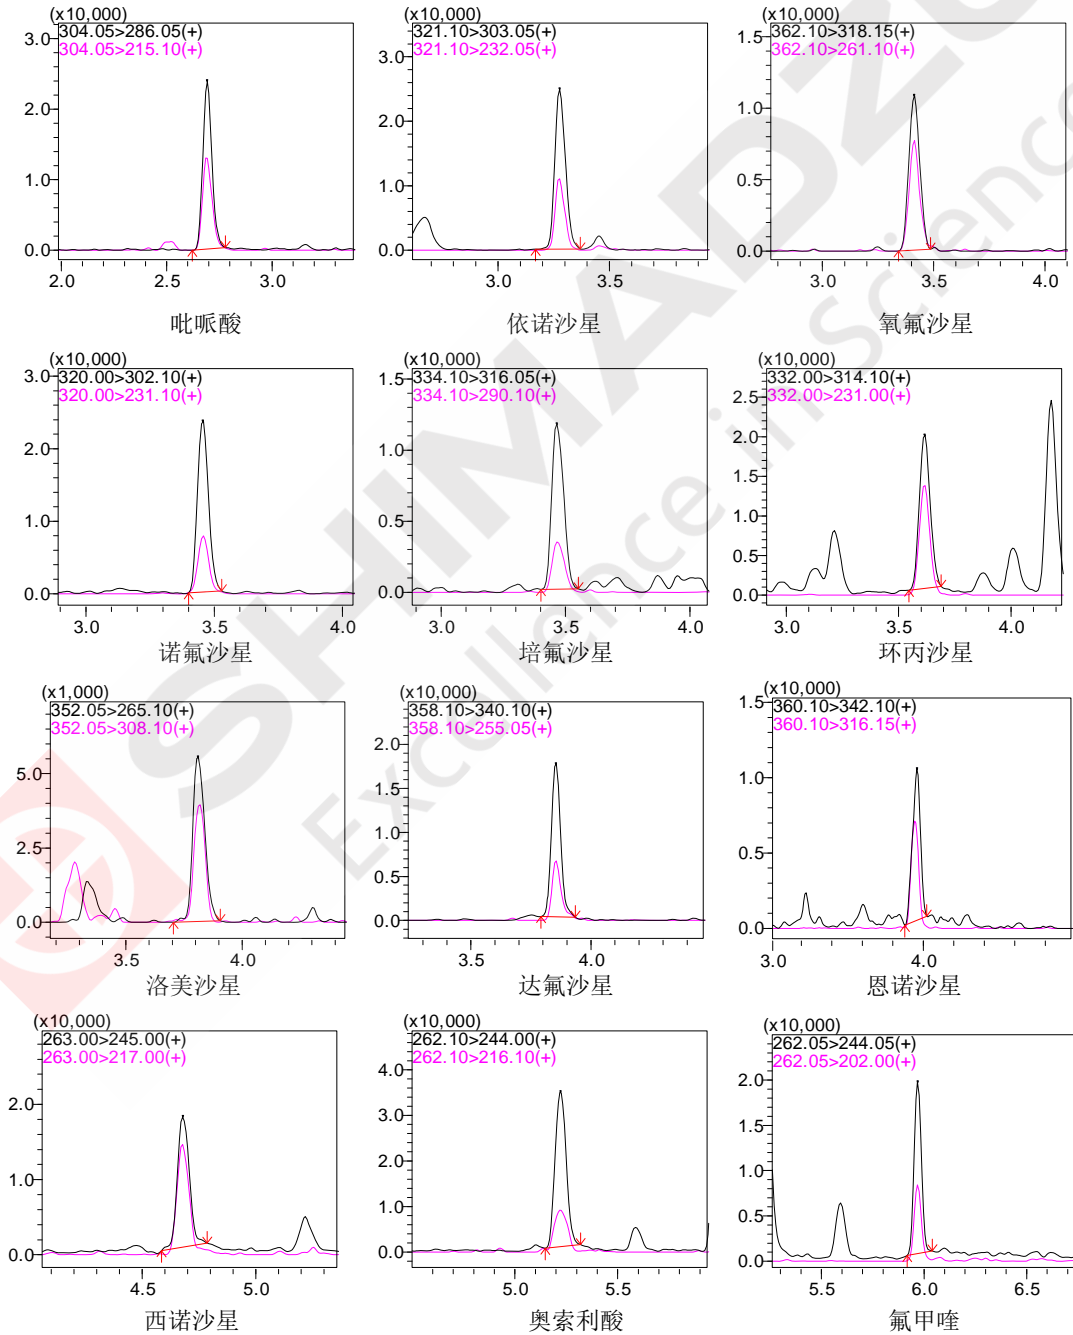 (x10,000)
304.05>286.05(+)
304.05>215.10(+)
3.0
2.0
1.0
0.0
2.0 2.5 3.0
吡哌酸
(x10,000)
321.10>303.05(+)
321.10>232.05(+)
3.0
2.0
1.0
0.0
3.0 3.5
依诺沙星
(x10,000)
362.10>318.15(+)
362.10>261.10(+)
1.5
1.0
0.5
0.0
3.0 3.5 4.0
氧氟沙星
(x10,000)
320.00>302.10(+)
320.00>231.10(+)
3.0
2.0
1.0
0.0
3.0 3.5 4.0
诺氟沙星
(x10,000)
334.10>316.05(+)
334.10>290.10(+)
1.5
1.0
0.5
0.0
3.0 3.5 4.0
培氟沙星
(x10,000)
332.00>314.10(+)
332.00>231.00(+)
2.5
2.0
1.5
1.0
0.5
0.0
3.0 3.5 4.0
环丙沙星
(x1,000)
352.05>265.10(+)
352.05>308.10(+)
5.0
2.5
0.0
3.5 4.0
洛美沙星
(x10,000)
358.10>340.10(+)
358.10>255.05(+)
2.0
1.5
1.0
0.5
0.0
3.5 4.0
达氟沙星
(x10,000)
360.10>342.10(+)
360.10>316.15(+)
1.5
1.0
0.5
0.0
3.0 4.0
恩诺沙星
(x10,000)
263.00>245.00(+)
263.00>217.00(+)
2.0
1.0
0.0
4.5 5.0
西诺沙星
(x10,000)
262.10>244.00(+)
262.10>216.10(+)
4.0
3.0
2.0
1.0
0.0
5.0 5.5
奥索利酸
(x10,000)
262.05>244.05(+)
262.05>202.00(+)
2.0
1.5
1.0
0.5
0.0
5.5 6.0 6.5
氟甲喹
SHIMADZU
Excellence in Science